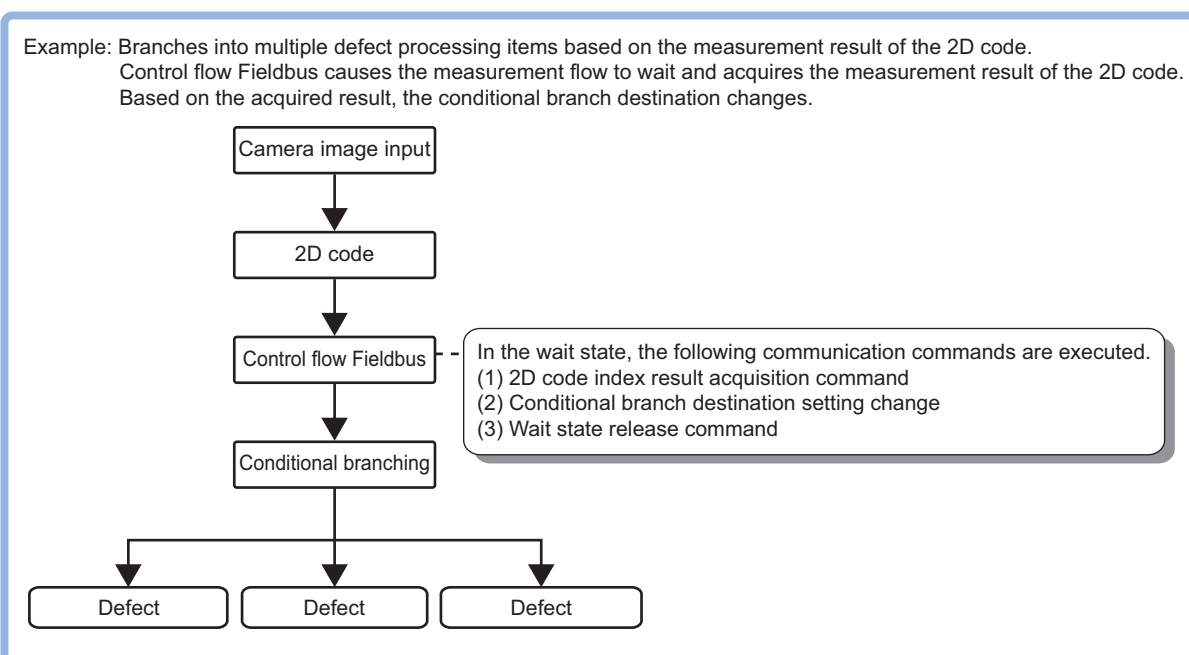 Example: Branches into multiple defect processing items based on the measurement result of the 2D code.
Control flow Fieldbus causes the measurement flow to wait and acquires the measurement result of the 2D code.
Based on the acquired result, the conditional branch destination changes.
Camera image input
2D code
Control flow Fieldbus
In the wait state, the following communication commands are executed.
(1) 2D code index result acquisition command
(2) Conditional branch destination setting change
(3) Wait state release command
Conditional branching
Defect
Defect
Defect